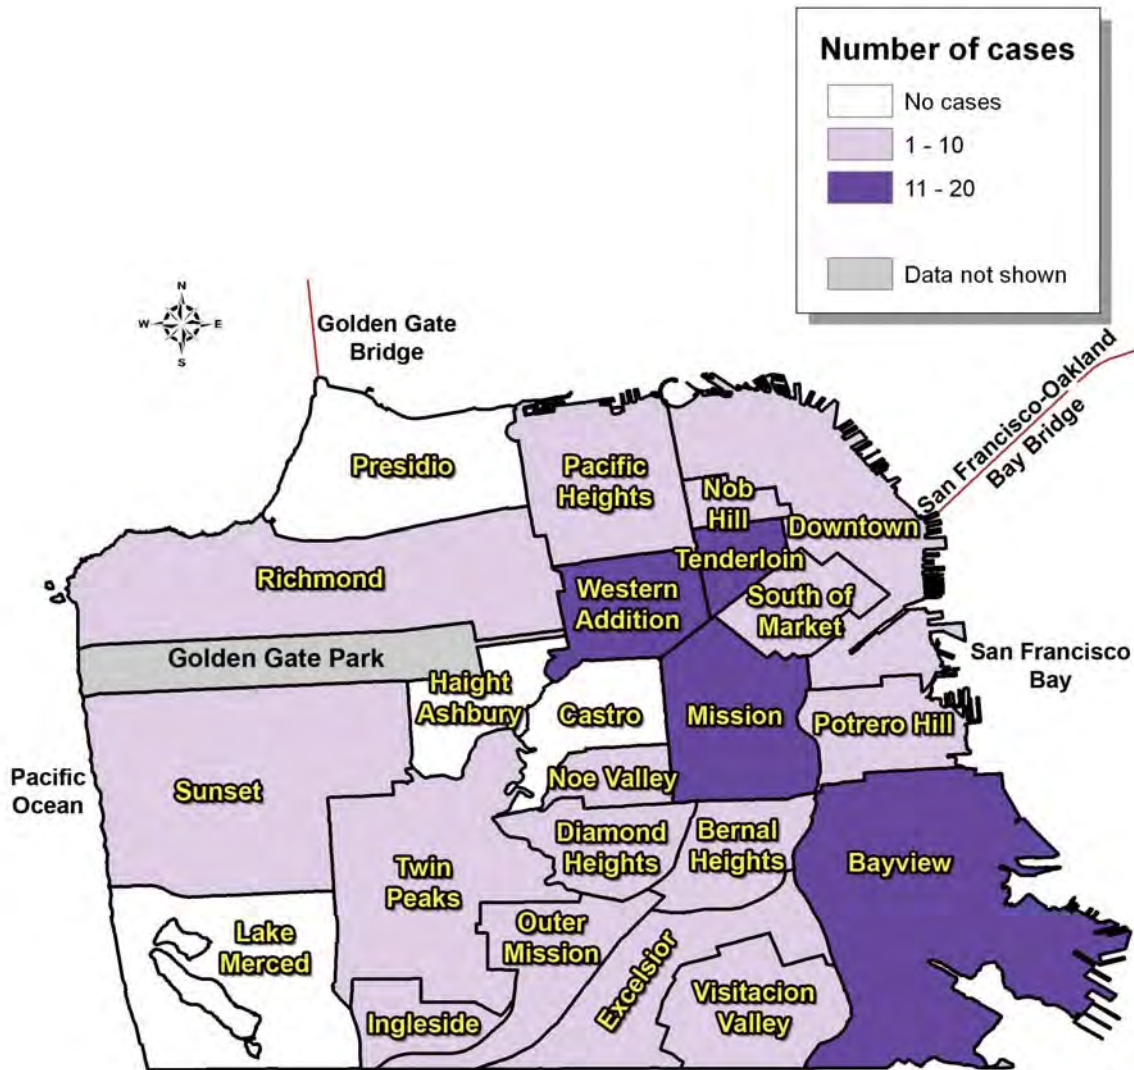 Number of cases
No cases
1 - 10
11 - 20
Data not shown
N
W
E
S
Golden Gate
Bridge
San Francisco-Oakland
Bay Bridge
Presidio
Pacific
Heights
Nob
Hill
Downtown
Richmond
Tenderloin
Western
Addition
South of
Market
Golden Gate Park
San Francisco
Bay
Haight
Ashbury
Castro
Mission
Potrero Hill
Pacific
Ocean
Sunset
Noe Valley
Diamond
Heights
Bernal
Heights
Bayview
Twin
Peaks
Lake
Merced
Outer
Mission
Excelsior
Visitacion
Valley
Ingleside